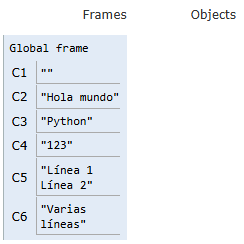 Frames Objects
Global frame
C1 ""
C2 "Hola mundo"
C3 "Python"
C4 "123"
C5 "Línea 1
Línea 2"
C6 "Varias
líneas"